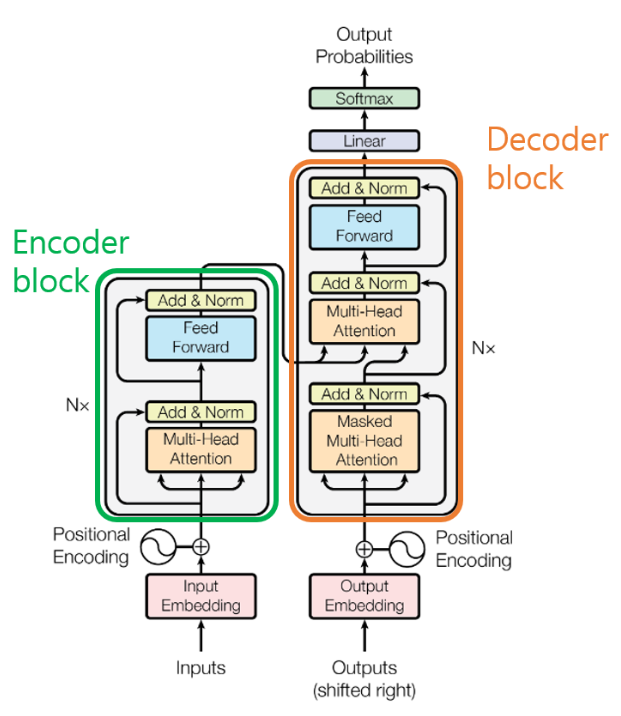 Output
Probabilities
Softmax
Linear
Decoder
block
Add & Norm
Feed
Forward
Add & Norm
Multi-Head
Attention
Nx
Add & Norm
Masked
Multi-Head
Attention
Positional
Encoding
Output
Embedding
Outputs
(shifted right)
Encoder
block
Add & Norm
Feed
Forward
Nx
Add & Norm
Multi-Head
Attention
Positional
Encoding
Input
Embedding
Inputs